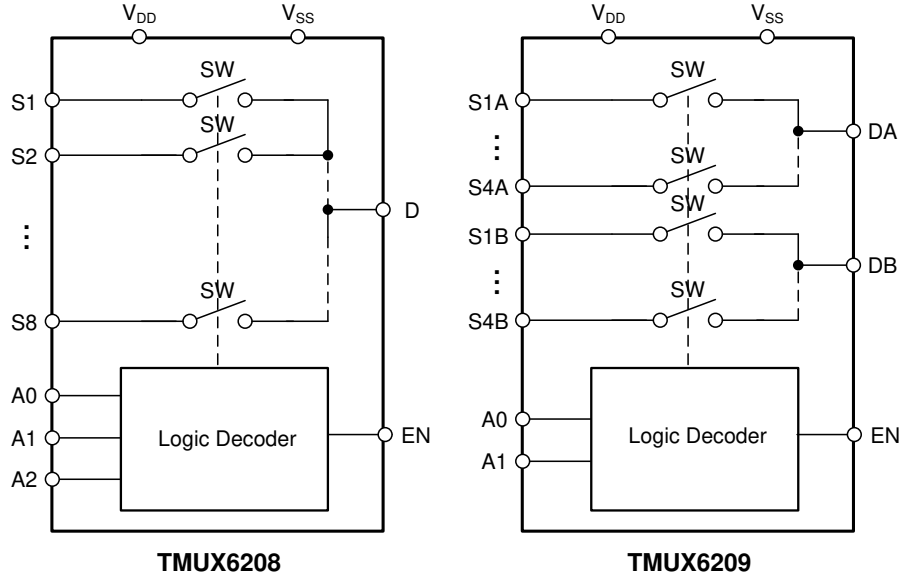 VDD VSS
SW
S1
SW
S2
D
⋮
SW
S8
A0
A1
Logic Decoder
EN
A2
TMUX6208
VDD VSS
SW
S1A
DA
⋮
SW
S4A
SW
S1B
DB
⋮
SW
S4B
A0
Logic Decoder
EN
A1
TMUX6209